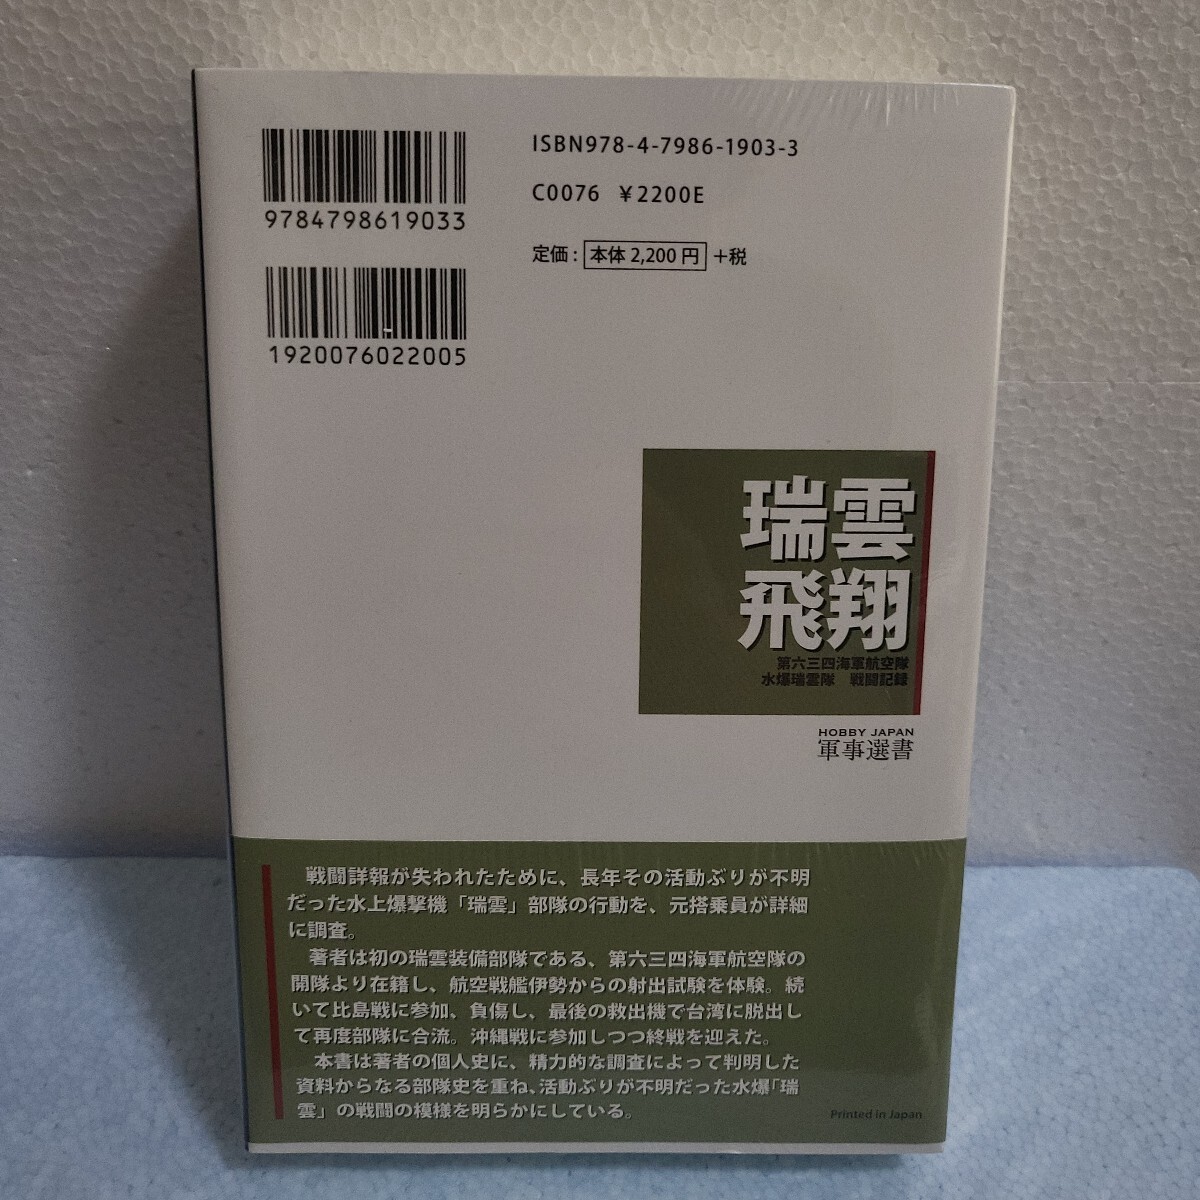 9784798619033
ISBN978-4-7986-1903-3
C0076 ¥2200E
定価: 本体2,200円 +税
1920076022005
瑞雲
飛翔
第六三四海軍航空隊
水爆瑞雲隊 戦闘記録
HOBBY JAPAN
軍事選書
戦闘詳報が失われたために、長年その活動ぶりが不明
だった水上爆撃機「瑞雲」部隊の行動を、元搭乗員が詳細
に調査。
著者は初の瑞雲装備部隊である、第六三四海軍航空隊の
開隊より在籍し、航空戦艦伊勢からの射出試験を体験。続
いて比島戦に参加、負傷し、最後の救出機で台湾に脱出し
て再度部隊に合流。沖縄戦に参加しつつ終戦を迎えた。
本書は著者の個人史に、精力的な調査によって判明した
資料からなる部隊史を重ね、活動ぶりが不明だった水爆「瑞
雲」の戦闘の模様を明らかにしている。
Printed in Japan